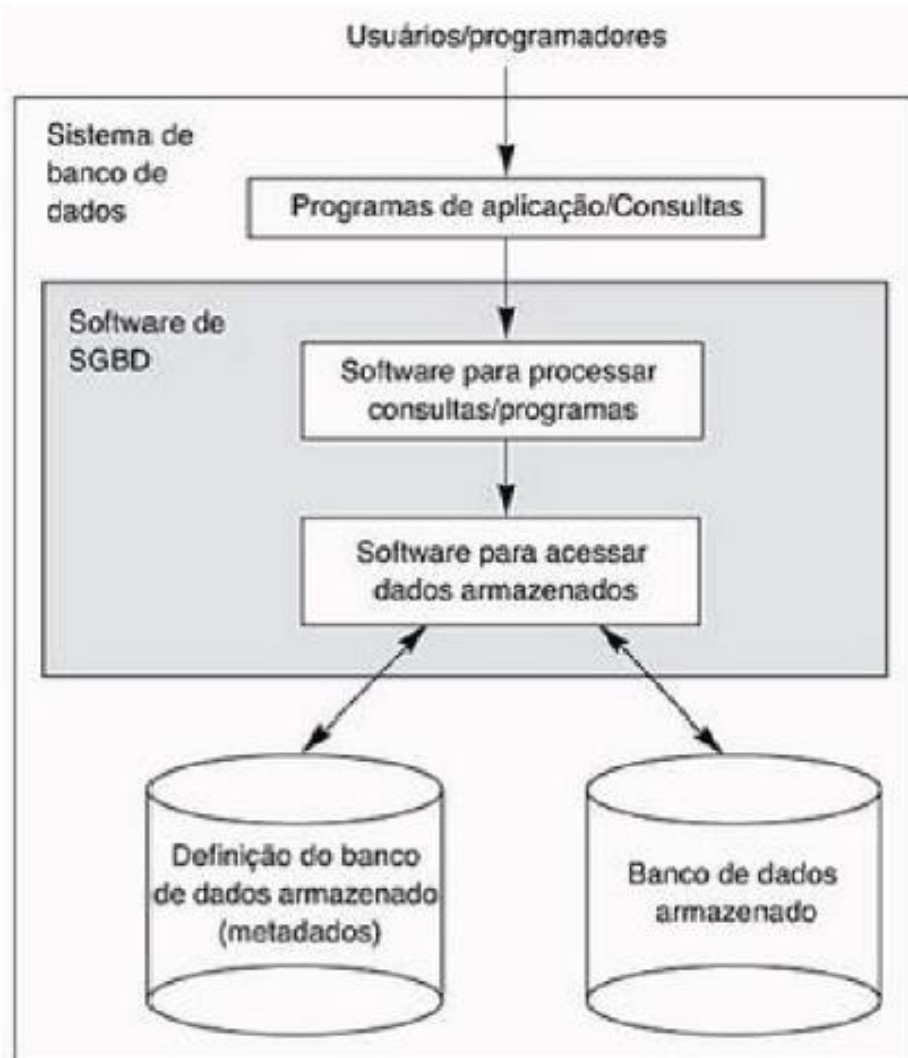 Usuários/programadores
Sistema de
banco de
dados
Programas de aplicação/Consultas
Software de
SGBD
Software para processar
consultas/programas
Software para acessar
dados armazenados
Definição do banco
de dados armazenado
(metadados)
Banco de dados
armazenado